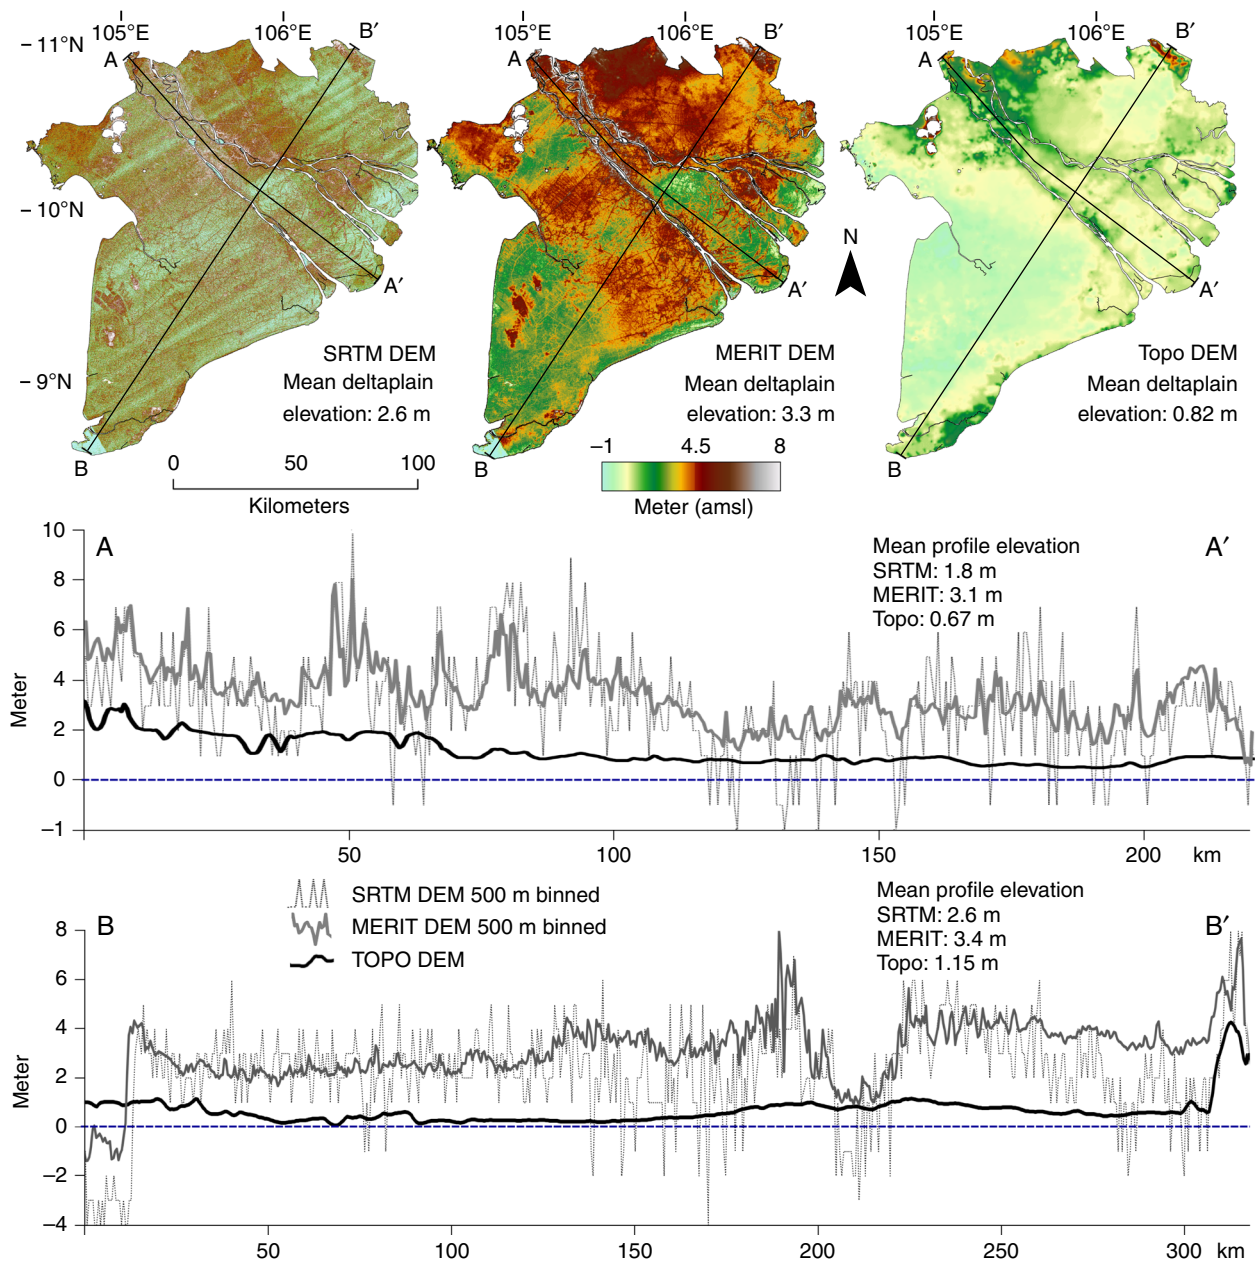 105°E 106°E B′ 105°E 106°E B′ 105°E 106°E B′
11°N
A A A
10°N
N
A′ A′ A′
SRTM DEM
Mean deltaplain
elevation: 2.6 m
MERIT DEM
Mean deltaplain
elevation: 3.3 m
Topo DEM
Mean deltaplain
elevation: 0.82 m
9°N
B B B
0 50 100
Kilometers
−1 4.5 8
Meter (amsl)
10
A
A′
Mean profile elevation
SRTM: 1.8 m
MERIT: 3.1 m
Topo: 0.67 m
8
6
4
2
0
−1
Meter
50 100 150 200 km
SRTM DEM 500 m binned
MERIT DEM 500 m binned
TOPO DEM
Mean profile elevation
SRTM: 2.6 m
MERIT: 3.4 m
Topo: 1.15 m
B
B′
8
6
4
2
0
−2
−4
Meter
50 100 150 200 250 300 km